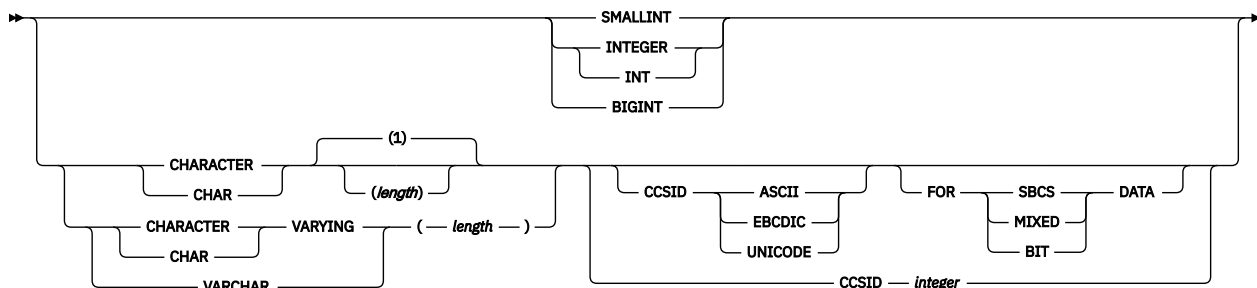 SMALLINT
INTEGER
INT
BIGINT
(1)
CHARACTER
(length)
CHAR
CCSID ASCII
EBCDIC
UNICODE
FOR SBCS DATA
MIXED
BIT
CHARACTER VARYING ( length )
CHAR
VARCHAR
CCSID integer